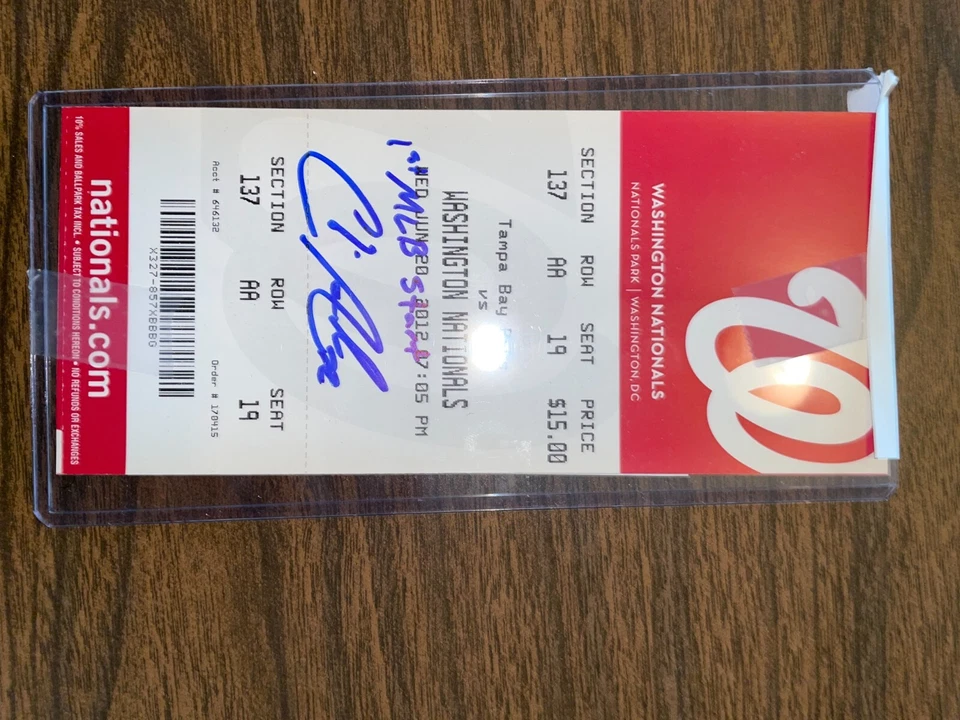 WASHINGTON NATIONALS
NATIONALS PARK | WASHINGTON, DC
SECTION ROW SEAT PRICE
137 AA 19 $15.00
Tampa Bay
vs
WASHINGTON NATIONALS
WED JUN 20 2012 7:05 PM
1st MLB Start
SECTION ROW SEAT
137 AA 19
Acct # 646132 Order # 170415
X327-857XBBBG
nationals.com
10% SALES AND BALLPARK TAX INCL. • SUBJECT TO CONDITIONS HEREON • NO REFUNDS OR EXCHANGES